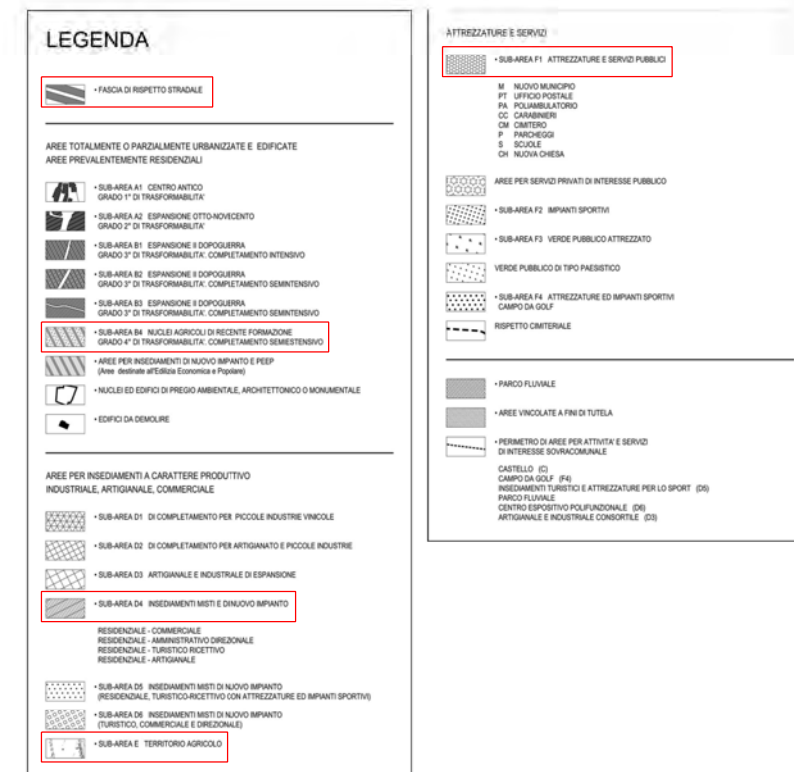 LEGENDA
• FASCIA DI RISPETTO STRADALE
AREE TOTALMENTE O PARZIALMENTE URBANIZZATE E EDIFICATE
AREE PREVALENTEMENTE RESIDENZIALI
• SUB-AREA A1 CENTRO ANTICO
GRADO 1° DI TRASFORMABILITA'
• SUB-AREA A2 ESPANSIONE OTTO-NOVECENTO
GRADO 2° DI TRASFORMABILITA'
• SUB-AREA B1 ESPANSIONE II DOPOGUERRA
GRADO 3° DI TRASFORMABILITA': COMPLETAMENTO INTENSIVO
• SUB-AREA B2 ESPANSIONE II DOPOGUERRA
GRADO 3° DI TRASFORMABILITA': COMPLETAMENTO SEMINTENSIVO
• SUB-AREA B3 ESPANSIONE II DOPOGUERRA
GRADO 3° DI TRASFORMABILITA': COMPLETAMENTO SEMINTENSIVO
• SUB-AREA B4 NUCLEI AGRICOLI DI RECENTE FORMAZIONE
GRADO 4° DI TRASFORMABILITA': COMPLETAMENTO SEMIESTENSIVO
• AREE PER INSEDIAMENTI DI NUOVO IMPIANTO E PEEP
(Aree destinate all'Edilizia Economica e Popolare)
• NUCLEI ED EDIFICI DI PREGIO AMBIENTALE, ARCHITETTONICO O MONUMENTALE
• EDIFICI DA DEMOLIRE
AREE PER INSEDIAMENTI A CARATTERE PRODUTTIVO
INDUSTRIALE, ARTIGIANALE, COMMERCIALE
• SUB-AREA D1 DI COMPLETAMENTO PER PICCOLE INDUSTRIE VINICOLE
• SUB-AREA D2 DI COMPLETAMENTO PER ARTIGIANATO E PICCOLE INDUSTRIE
• SUB-AREA D3 ARTIGIANALE E INDUSTRIALE DI ESPANSIONE
• SUB-AREA D4 INSEDIAMENTI MISTI E DI NUOVO IMPIANTO
RESIDENZIALE - COMMERCIALE
RESIDENZIALE - AMMINISTRATIVO DIREZONALE
RESIDENZIALE - TURISTICO RICETTIVO
RESIDENZIALE - ARTIGIANALE
• SUB-AREA D5 INSEDIAMENTI MISTI DI NUOVO IMPIANTO
(RESIDENZIALE, TURISTICO-RICETTIVO CON ATTREZZATURE ED IMPIANTI SPORTIVI)
• SUB-AREA D6 INSEDIAMENTI MISTI DI NUOVO IMPIANTO
(TURISTICO, COMMERCIALE E DIREZIONALE)
• SUB-AREA E TERRITORIO AGRICOLO
ATTREZZATURE E SERVIZI
• SUB-AREA F1 ATTREZZATURE E SERVIZI PUBBLICI
M NUOVO MUNICIPIO
PT UFFICIO POSTALE
PA POLIAMBULATORIO
CC CARABINIERI
CM CIMITERO
P PARCHEGGI
S SCUOLE
CH NUOVA CHIESA
AREE PER SERVIZI PRIVATI DI INTERESSE PUBBLICO
• SUB-AREA F2 IMPIANTI SPORTIVI
• SUB-AREA F3 VERDE PUBBLICO ATTREZZATO
VERDE PUBBLICO DI TIPO PAESISTICO
• SUB-AREA F4 ATTREZZATURE ED IMPIANTI SPORTIVI
CAMPO DA GOLF
RISPETTO CIMITERIALE
• PARCO FLUVIALE
• AREE VINCOLATE A FINI DI TUTELA
• PERIMETRO DI AREE PER ATTIVITA' E SERVIZI
DI INTERESSE SOVRACOMUNALE
CASTELLO (C)
CAMPO DA GOLF (F4)
INSEDIAMENTI TURISTICI E ATTREZZATURE PER LO SPORT (D5)
PARCO FLUVIALE
CENTRO ESPOSITIVO POLIFUNZIONALE (D6)
ARTIGIANALE E INDUSTRIALE CONSORTILE (D3)